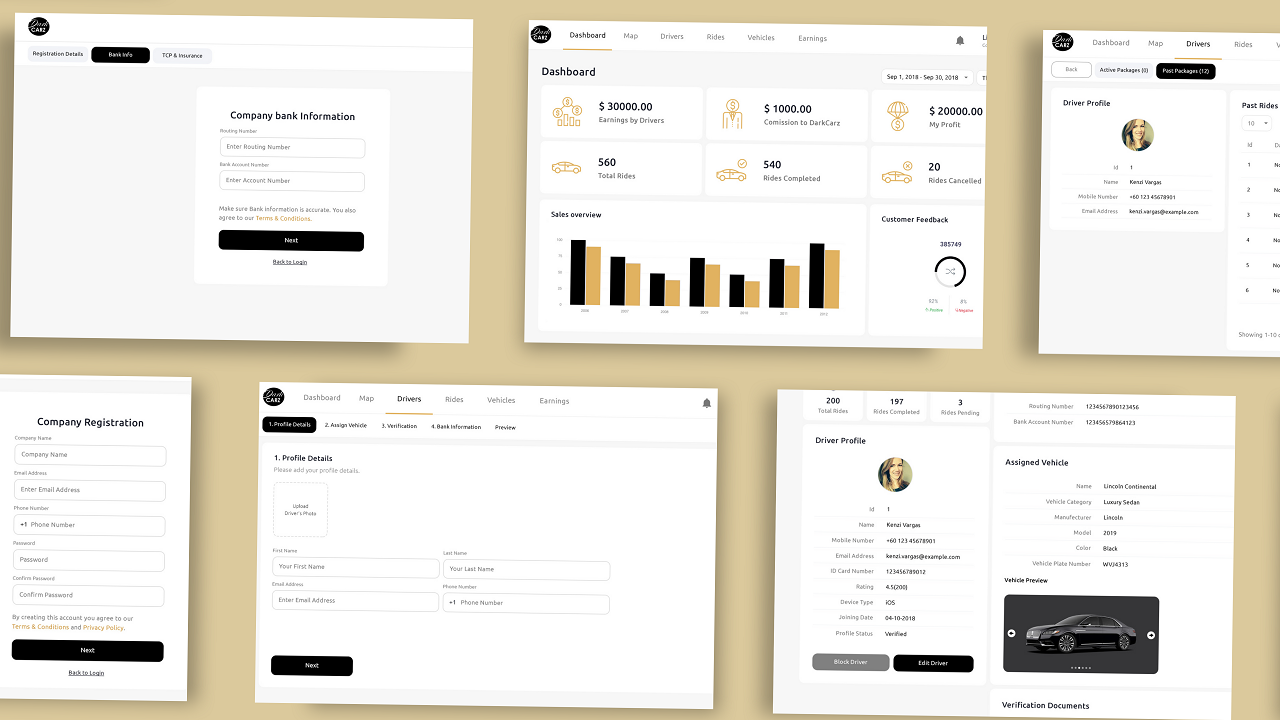 Dark
CARZ
Registration Details
Bank Info
TCP & Insurance
Company bank Information
Routing Number
Enter Routing Number
Bank Account Number
Enter Account Number
Make sure Bank information is accurate. You also
agree to our Terms & Conditions.
Next
Back to Login
Dark
CARZ
Dashboard Map Drivers Rides Vehicles Earnings
Dashboard
Sep 1, 2018 - Sep 30, 2018
$ 30000.00
Earnings by Drivers
$ 1000.00
Comission to DarkCarz
$ 20000.00
My Profit
560
Total Rides
540
Rides Completed
20
Rides Cancelled
Sales overview
Customer Feedback
385749
92% 8%
Positive Negative
Dark
CARZ
Dashboard Map Drivers Rides
Back
Active Packages (0)
Past Packages (12)
Driver Profile
Id 1
Name Kenzi Vargas
Mobile Number +60 123 45678901
Email Address kenzi.vargas@example.com
Past Rides
10
Id
1 No
2 No
3 No
4 No
5 No
6 Ne
Showing 1-10
Company Registration
Company Name
Company Name
Email Address
Enter Email Address
Phone Number
+1 Phone Number
Password
Password
Confirm Password
Confirm Password
By creating this account you agree to our
Terms & Conditions and Privacy Policy.
Next
Back to Login
Dark
CARZ
Dashboard Map Drivers Rides Vehicles Earnings
1. Profile Details
2. Assign Vehicle
3. Verification
4. Bank Information
Preview
1. Profile Details
Please add your profile details.
Upload
Driver's Photo
First Name
Your First Name
Last Name
Your Last Name
Email Address
Enter Email Address
Phone Number
+1 Phone Number
Next
200
Total Rides
197
Rides Completed
3
Rides Pending
Driver Profile
Id 1
Name Kenzi Vargas
Mobile Number +60 123 45678901
Email Address kenzi.vargas@example.com
ID Card Number 123456789012
Rating 4.5(200)
Device Type iOS
Joining Date 04-10-2018
Profile Status Verified
Block Driver
Edit Driver
Routing Number 1234567890123456
Bank Account Number 123456579864123
Assigned Vehicle
Name Lincoln Continental
Vehicle Category Luxury Sedan
Manufecturer Lincoln
Model 2019
Color Black
Vehicle Plate Number WVJ4313
Vehicle Preview
Verification Documents